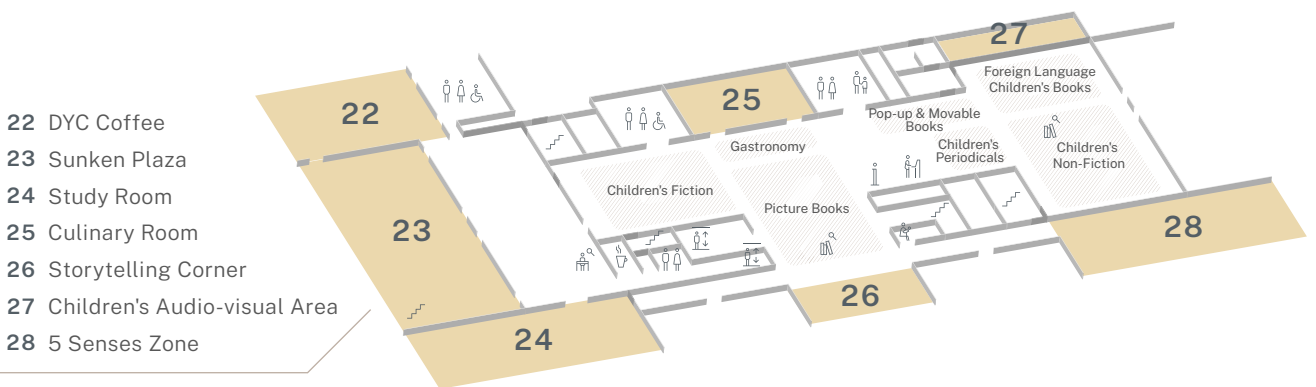 22 DYC Coffee
23 Sunken Plaza
24 Study Room
25 Culinary Room
26 Storytelling Corner
27 Children's Audio-visual Area
28 5 Senses Zone
22
23
24
25
26
27
28
Foreign Language
Children's Books
Pop-up & Movable
Books
Children's
Periodicals
Children's
Non-Fiction
Gastronomy
Children's Fiction
Picture Books